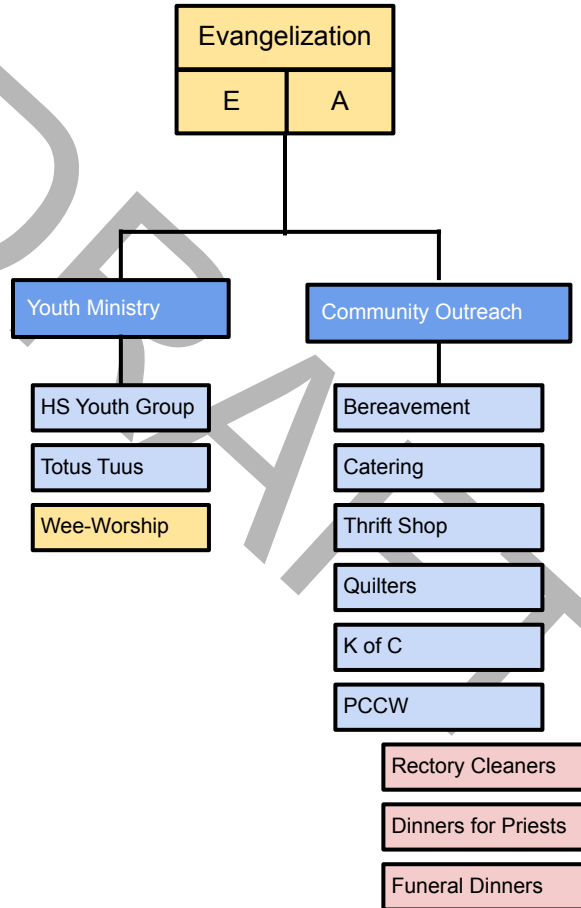 Evangelization
E A
Youth Ministry
Community Outreach
HS Youth Group
Totus Tuus
Wee-Worship
Bereavement
Catering
Thrift Shop
Quilters
K of C
PCCW
Rectory Cleaners
Dinners for Priests
Funeral Dinners
DRAFT